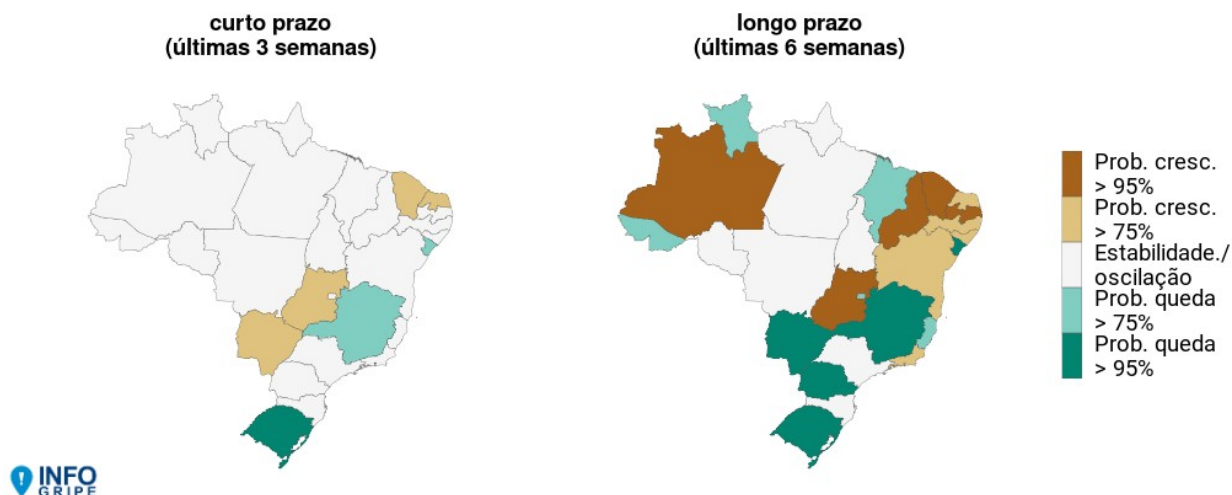 curto prazo
(últimas 3 semanas)
longo prazo
(últimas 6 semanas)
Prob. cresc.
> 95%
Prob. cresc.
> 75%
Estabilidade./
oscilação
Prob. queda
> 75%
Prob. queda
> 95%
INFO
GRIPE